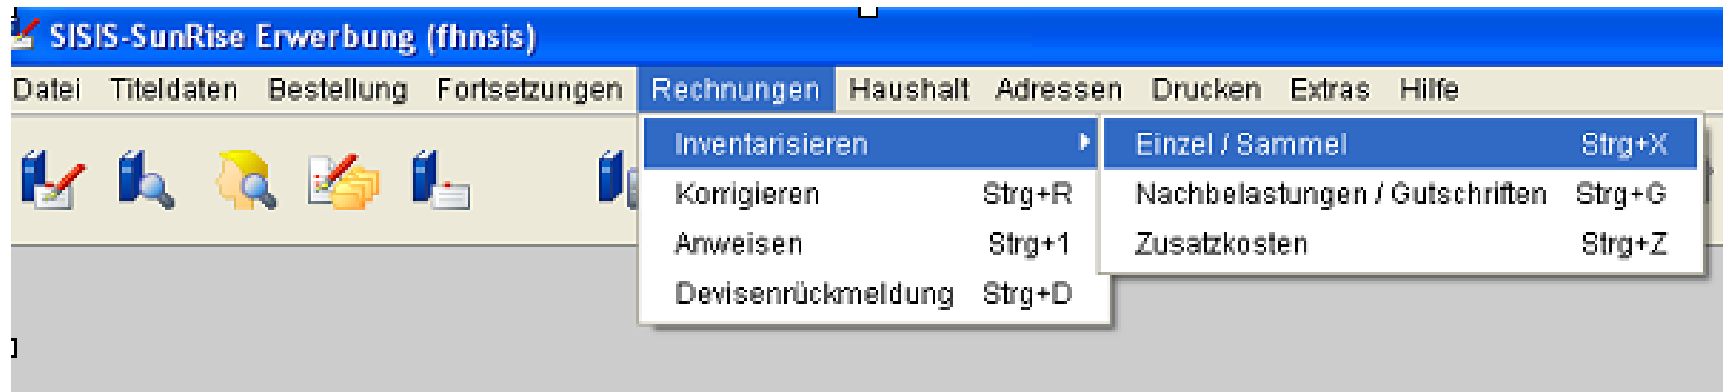 SISIS-SunRise Erwerbung (fhnsis)
Datei Titeldaten Bestellung Fortsetzungen Rechnungen Haushalt Adressen Drucken Extras Hilfe
Inventarisieren
Korrigieren Strg+R
Anweisen Strg+1
Devisenrückmeldung Strg+D
Einzel / Sammel Strg+X
Nachbelastungen / Gutschriften Strg+G
Zusatzkosten Strg+Z